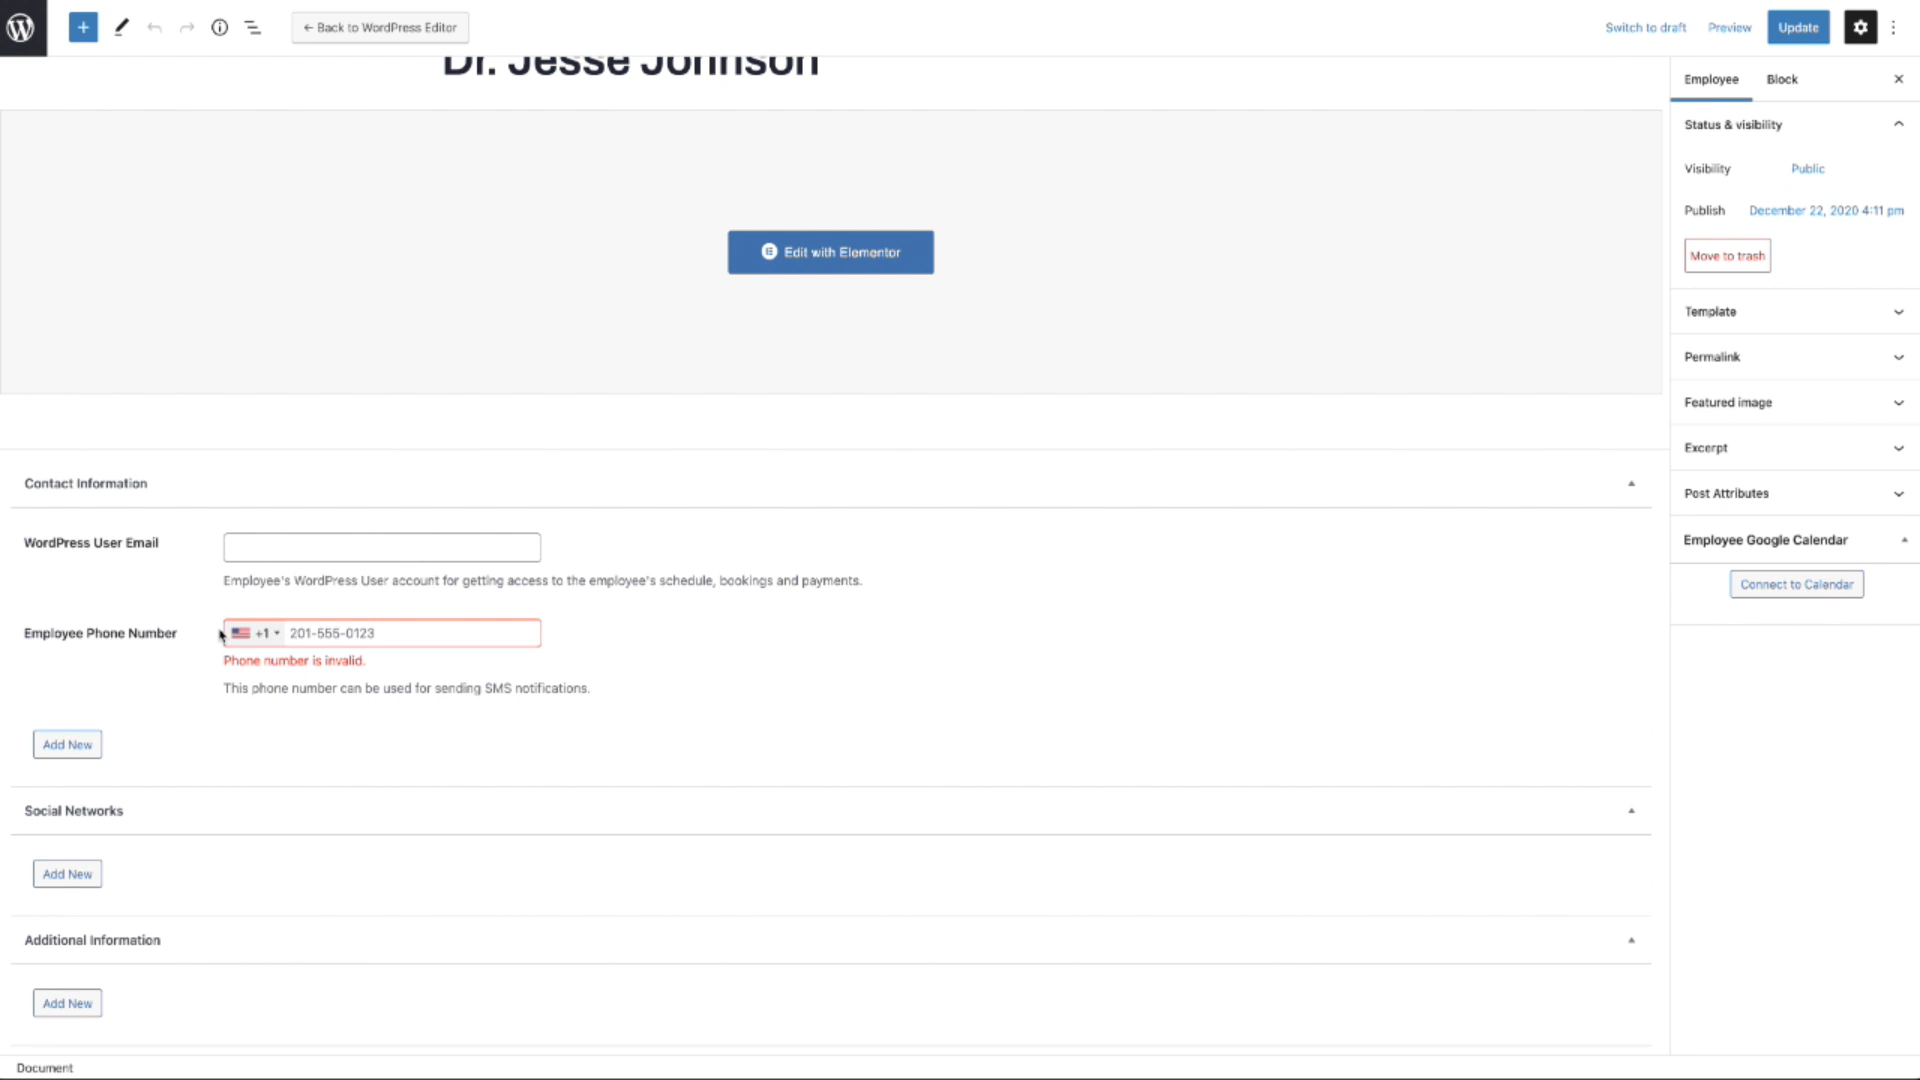 ← Back to WordPress Editor
Switch to draft
Preview
Update
Dr. Jesse Johnson
Edit with Elementor
Contact Information
WordPress User Email
Employee's WordPress User account for getting access to the employee's schedule, bookings and payments.
Employee Phone Number
+1
201-555-0123
Phone number is invalid.
This phone number can be used for sending SMS notifications.
Add New
Social Networks
Add New
Additional Information
Add New
Document
Employee
Block
Status & visibility
Visibility
Public
Publish
December 22, 2020 4:11 pm
Move to trash
Template
Permalink
Featured image
Excerpt
Post Attributes
Employee Google Calendar
Connect to Calendar